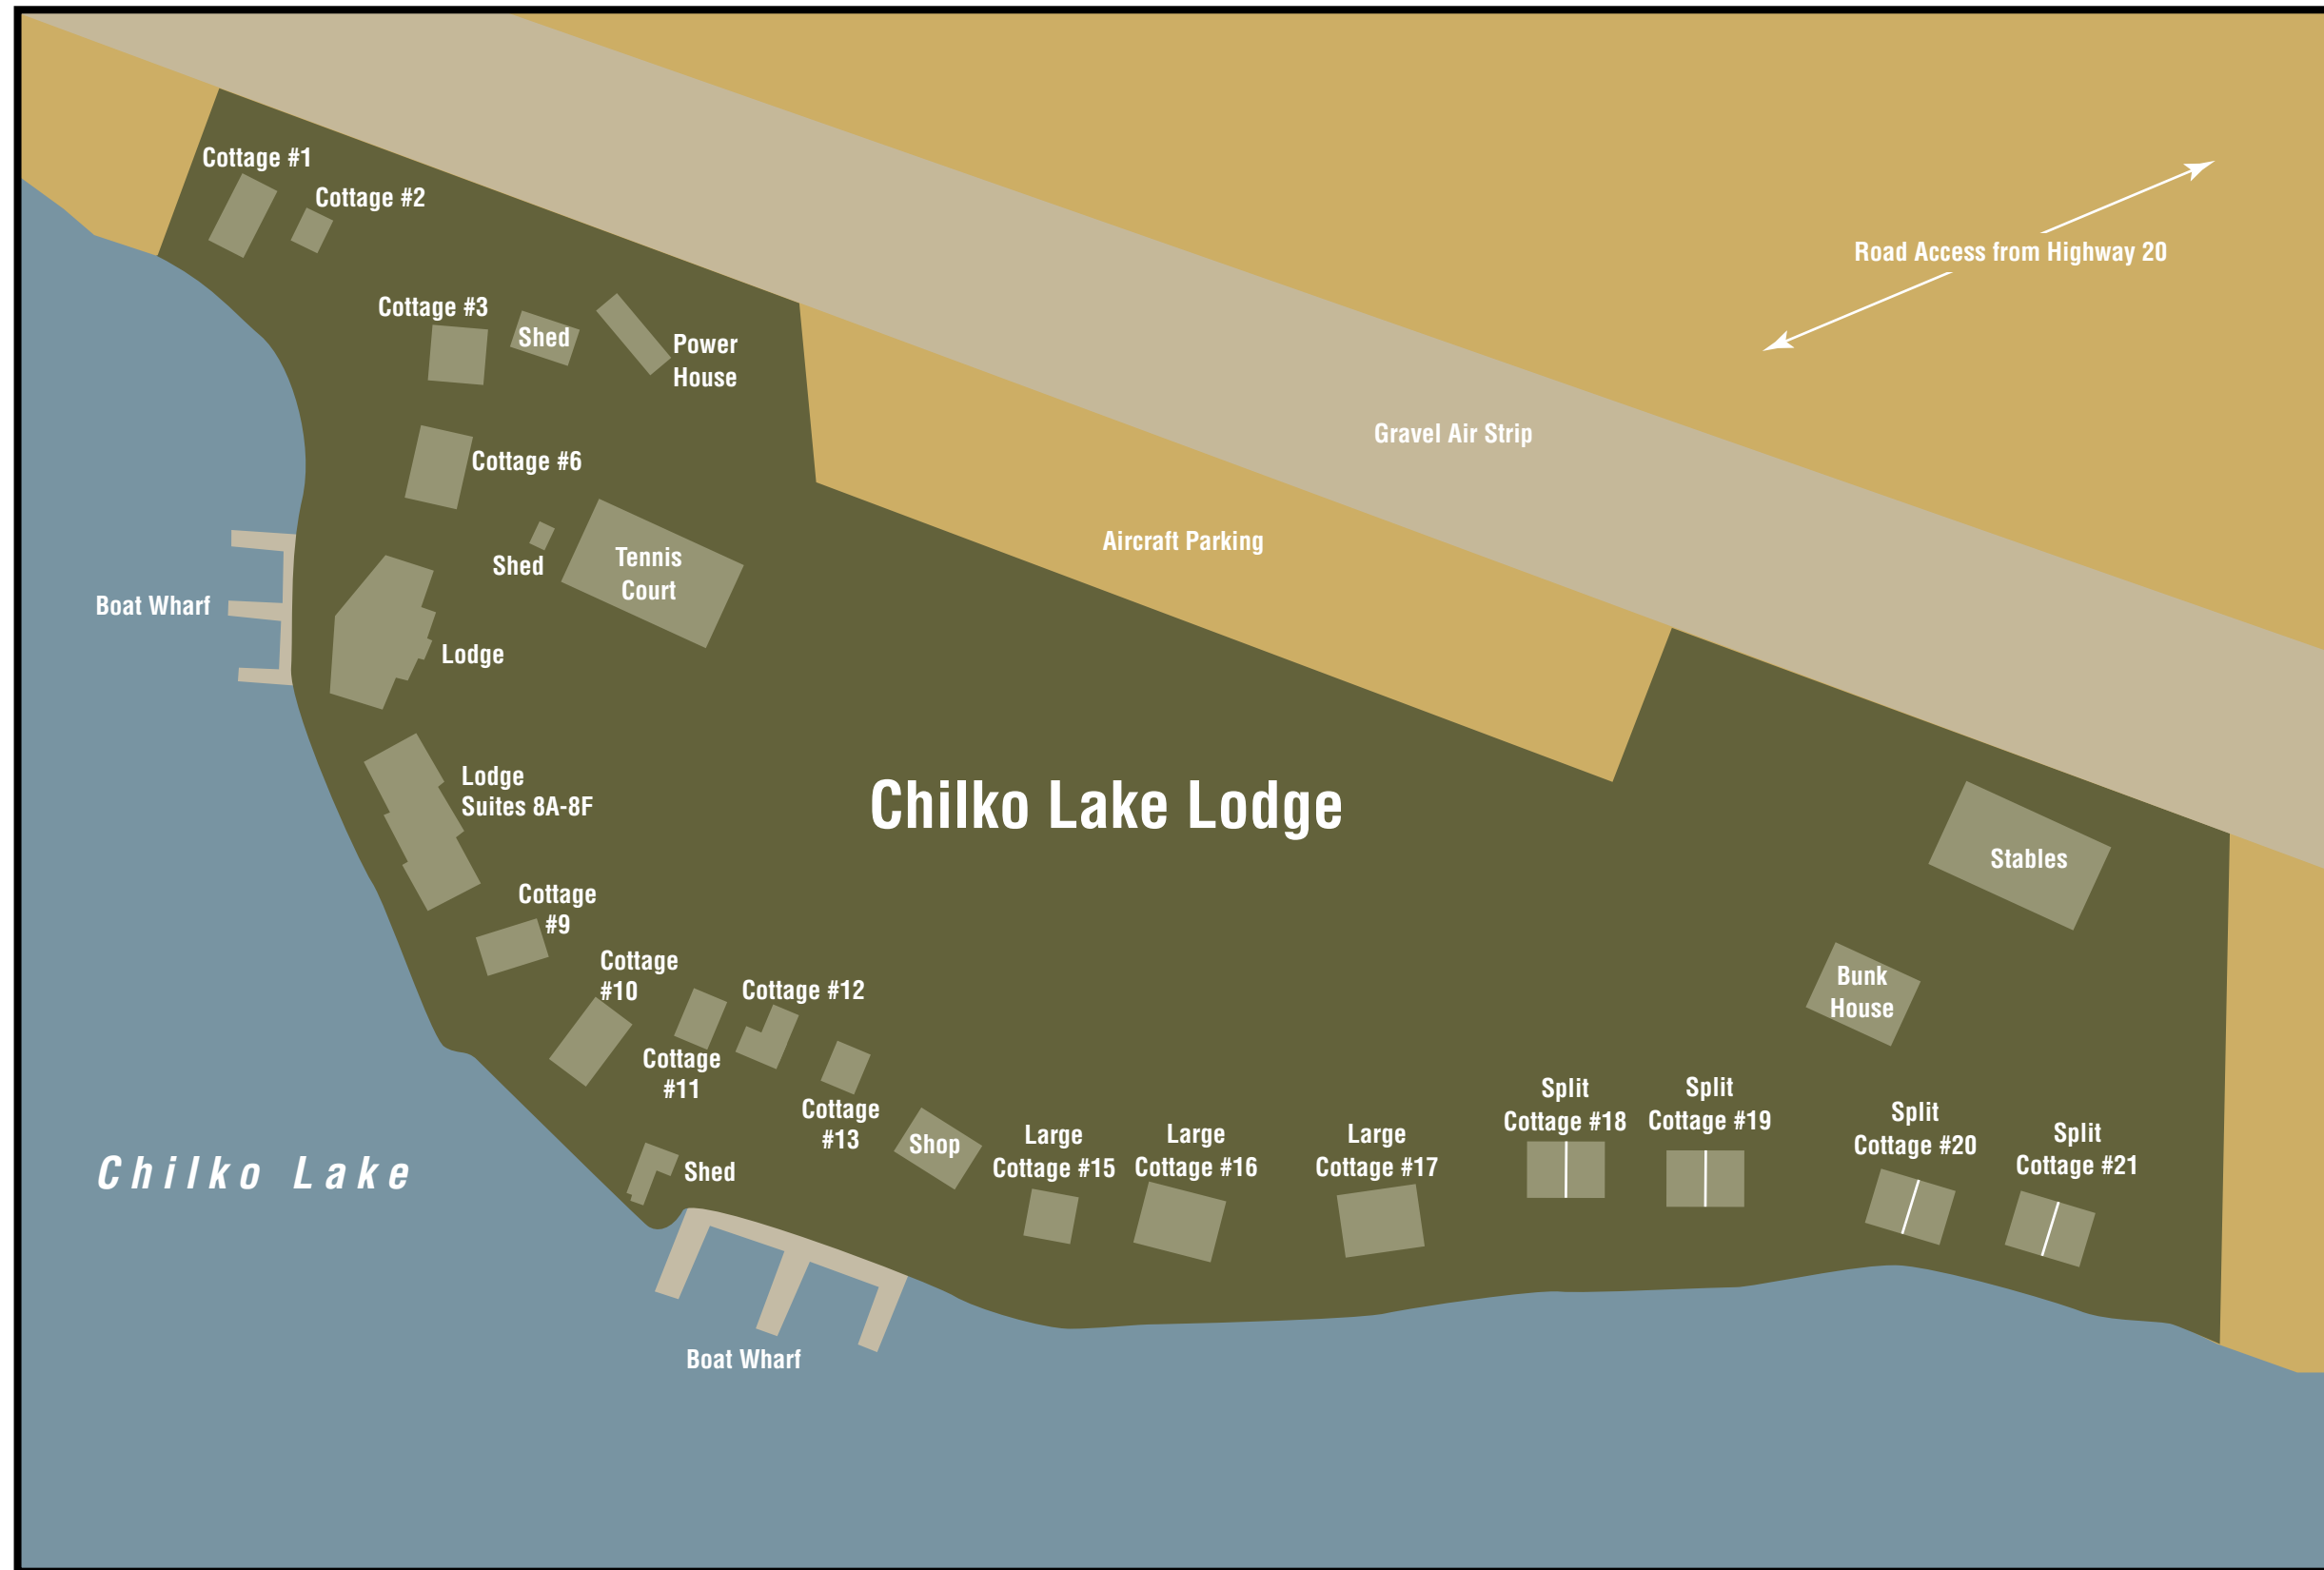 Cottage #1
Cottage #2
Road Access from Highway 20
Cottage #3
Shed
Power
House
Gravel Air Strip
Cottage #6
Aircraft Parking
Shed
Tennis
Court
Boat Wharf
Lodge
Lodge
Suites 8A-8F
Chilko Lake Lodge
Stables
Cottage
#9
Cottage
#10
Cottage #12
Bunk
House
Cottage
#11
Cottage
#13
Shop
Large
Cottage #15
Large
Cottage #16
Large
Cottage #17
Split
Cottage #18
Split
Cottage #19
Split
Cottage #20
Split
Cottage #21
Chilko Lake
Shed
Boat Wharf